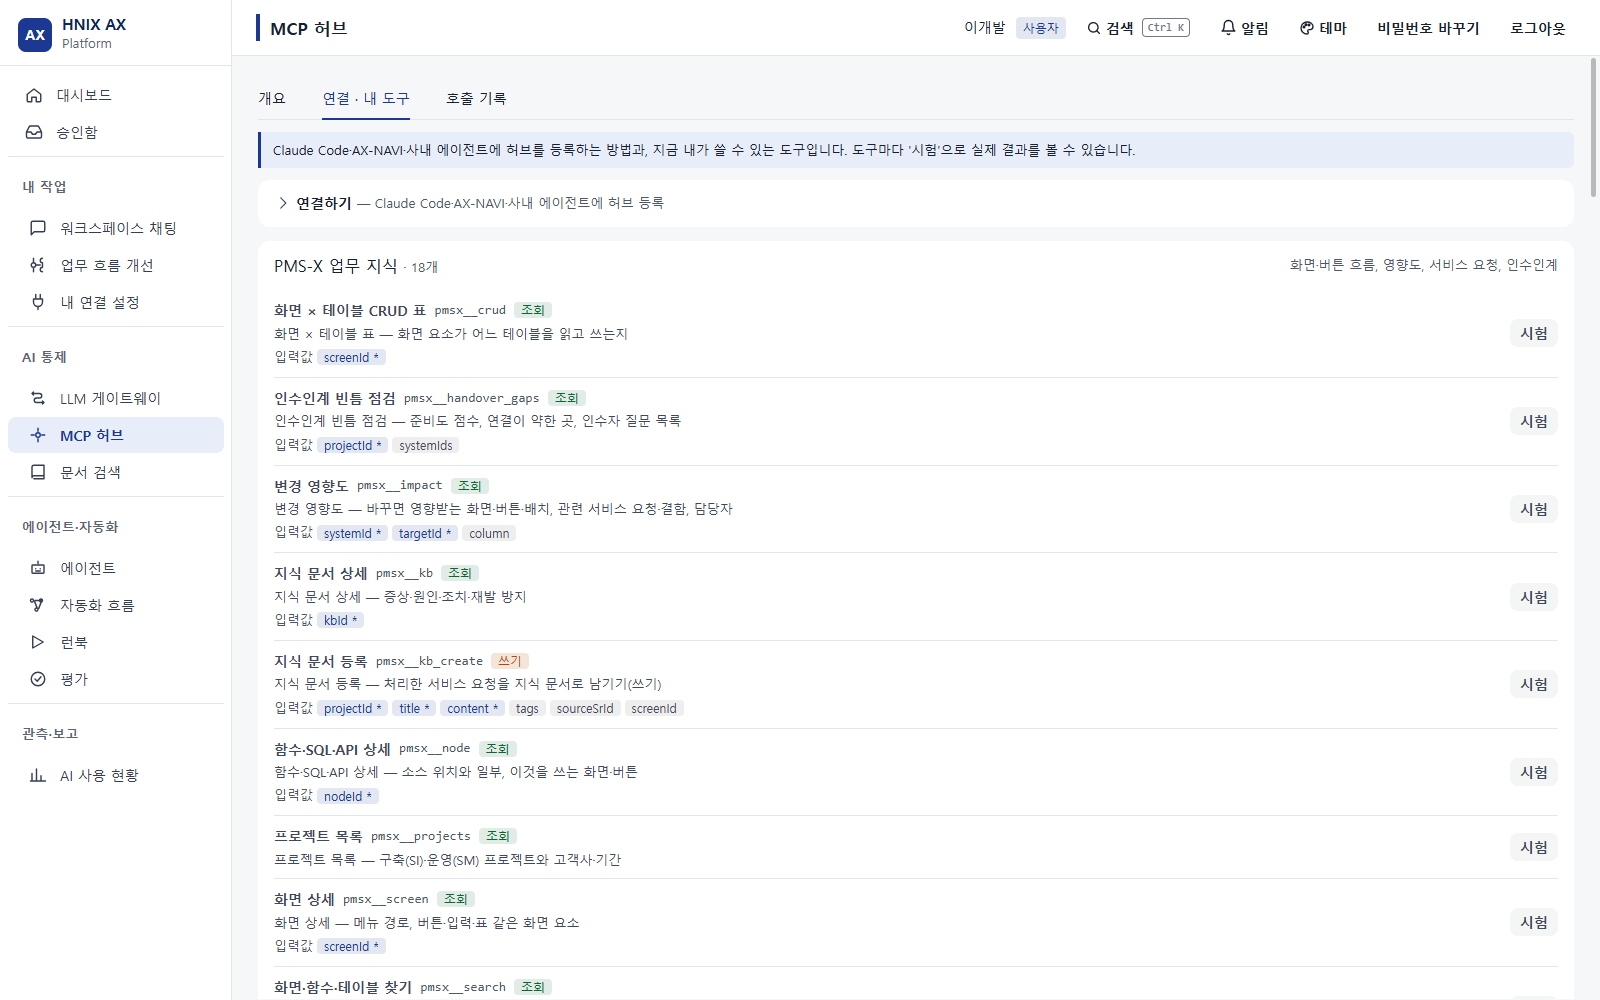 AX
HNIX AX
Platform
대시보드
승인함
내 작업
워크스페이스 채팅
업무 흐름 개선
내 연결 설정
AI 통제
LLM 게이트웨이
MCP 허브
문서 검색
에이전트·자동화
에이전트
자동화 흐름
런북
평가
관측·보고
AI 사용 현황
MCP 허브
이개발 사용자 검색 Ctrl K 알림 테마 비밀번호 바꾸기 로그아웃
개요 연결 · 내 도구 호출 기록
Claude Code·AX-NAVI·사내 에이전트에 허브를 등록하는 방법과, 지금 내가 쓸 수 있는 도구입니다. 도구마다 '시험'으로 실제 결과를 볼 수 있습니다.
연결하기 — Claude Code·AX-NAVI·사내 에이전트에 허브 등록
PMS-X 업무 지식 · 18개 화면·버튼 흐름, 영향도, 서비스 요청, 인수인계
화면 × 테이블 CRUD 표 pmsx__crud 조회
화면 × 테이블 표 — 화면 요소가 어느 테이블을 읽고 쓰는지
입력값 screenId *
시험
인수인계 빈틈 점검 pmsx__handover_gaps 조회
인수인계 빈틈 점검 — 준비도 점수, 연결이 약한 곳, 인수자 질문 목록
입력값 projectId * systemIds
시험
변경 영향도 pmsx__impact 조회
변경 영향도 — 바꾸면 영향받는 화면·버튼·배치, 관련 서비스 요청·결함, 담당자
입력값 systemId * targetId * column
시험
지식 문서 상세 pmsx__kb 조회
지식 문서 상세 — 증상·원인·조치·재발 방지
입력값 kbId *
시험
지식 문서 등록 pmsx__kb_create 쓰기
지식 문서 등록 — 처리한 서비스 요청을 지식 문서로 남기기(쓰기)
입력값 projectId * title * content * tags sourceSrId screenId
시험
함수·SQL·API 상세 pmsx__node 조회
함수·SQL·API 상세 — 소스 위치와 일부, 이것을 쓰는 화면·버튼
입력값 nodeId *
시험
프로젝트 목록 pmsx__projects 조회
프로젝트 목록 — 구축(SI)·운영(SM) 프로젝트와 고객사·기간
시험
화면 상세 pmsx__screen 조회
화면 상세 — 메뉴 경로, 버튼·입력·표 같은 화면 요소
입력값 screenId *
시험
화면·함수·테이블 찾기 pmsx__search 조회